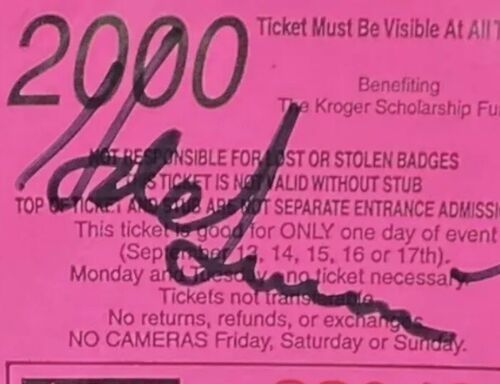 2000
Ticket Must Be Visible At All
Benefiting
The Kroger Scholarship
NOT RESPONSIBLE FOR LOST OR STOLEN BADGES
THIS TICKET IS NOT VALID WITHOUT STUB
TOP OF TICKET AND STUB ARE NOT SEPARATE ENTRANCE
This ticket is good for ONLY one day of event
(September 13, 14, 15, 16 or 17th).
Monday and Tuesday no ticket necessary.
Tickets not transferable.
No returns, refunds, or exchanges.
NO CAMERAS Friday, Saturday or Sunday.